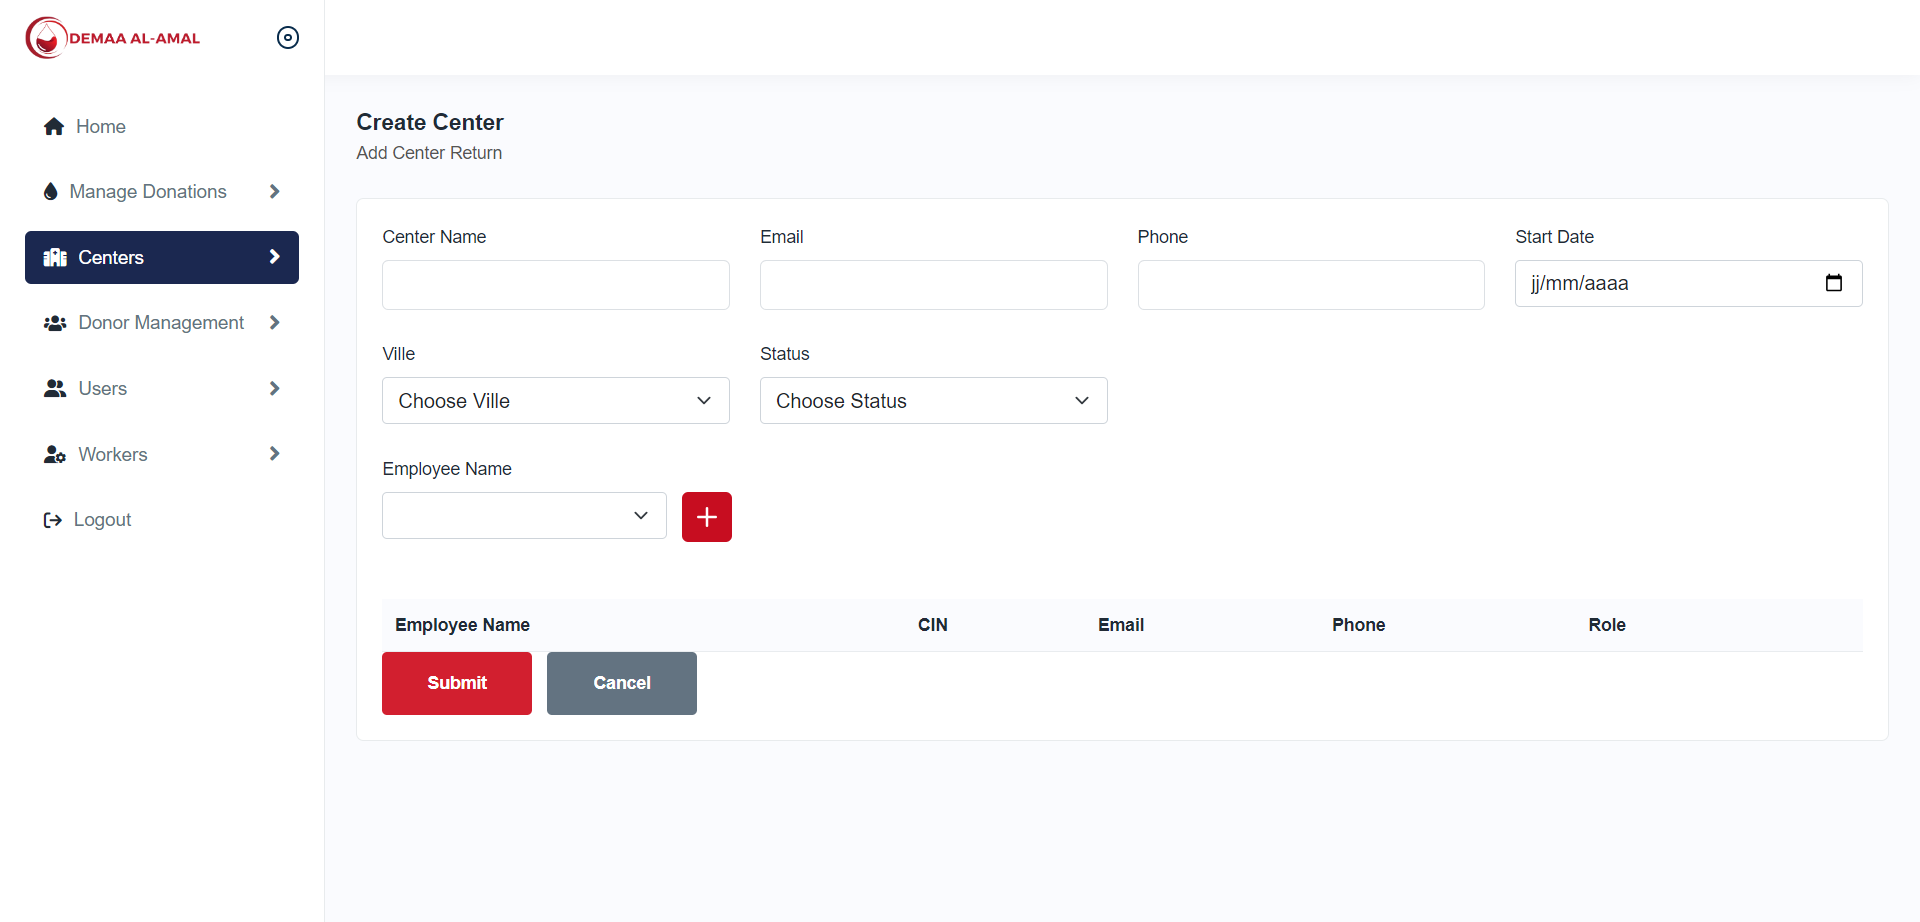 DEMAA AL-AMAL
Home
Manage Donations
Centers
Donor Management
Users
Workers
Logout
Create Center
Add Center Return
Center Name
Email
Phone
Start Date
jj/mm/aaaa
Ville
Status
Choose Ville
Choose Status
Employee Name
Employee Name CIN Email Phone Role
Submit
Cancel